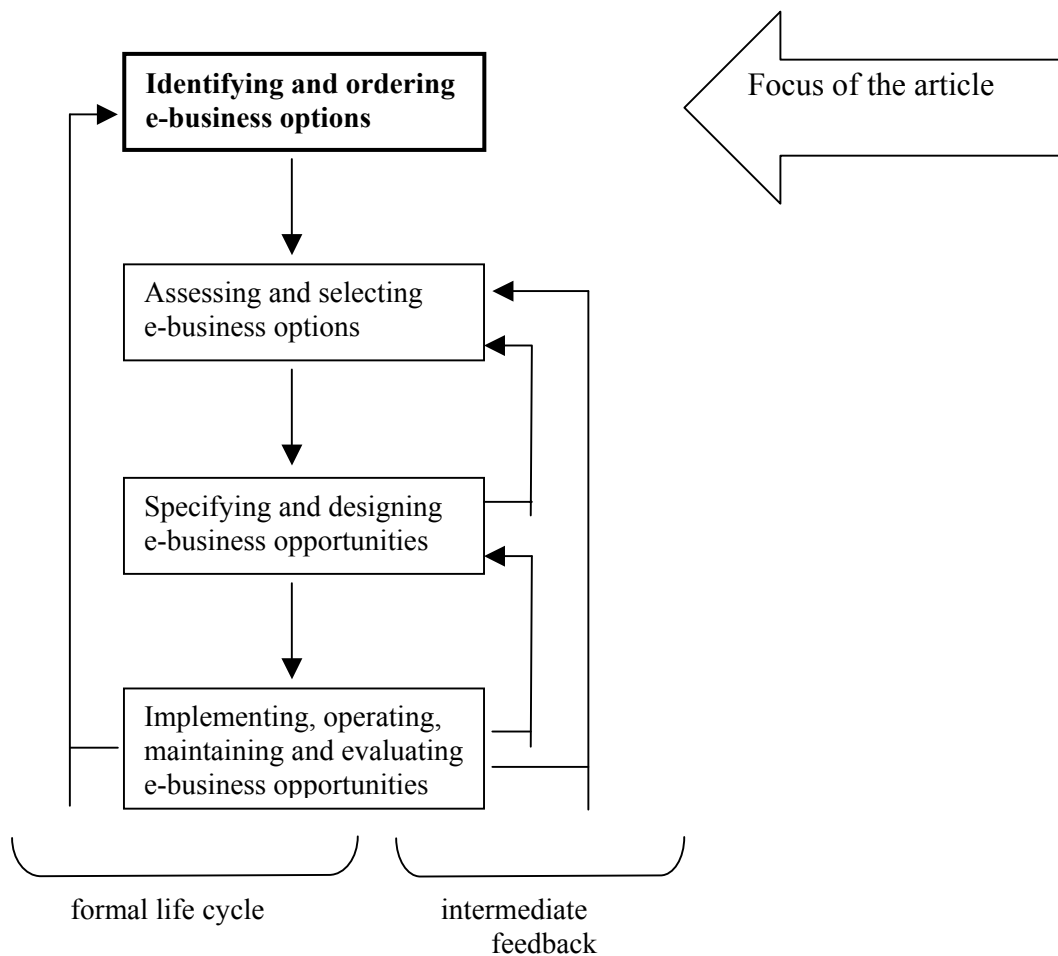 Identifying and ordering
e-business options
Focus of the article
Assessing and selecting
e-business options
Specifying and designing
e-business opportunities
Implementing, operating,
maintaining and evaluating
e-business opportunities
formal life cycle
intermediate
feedback